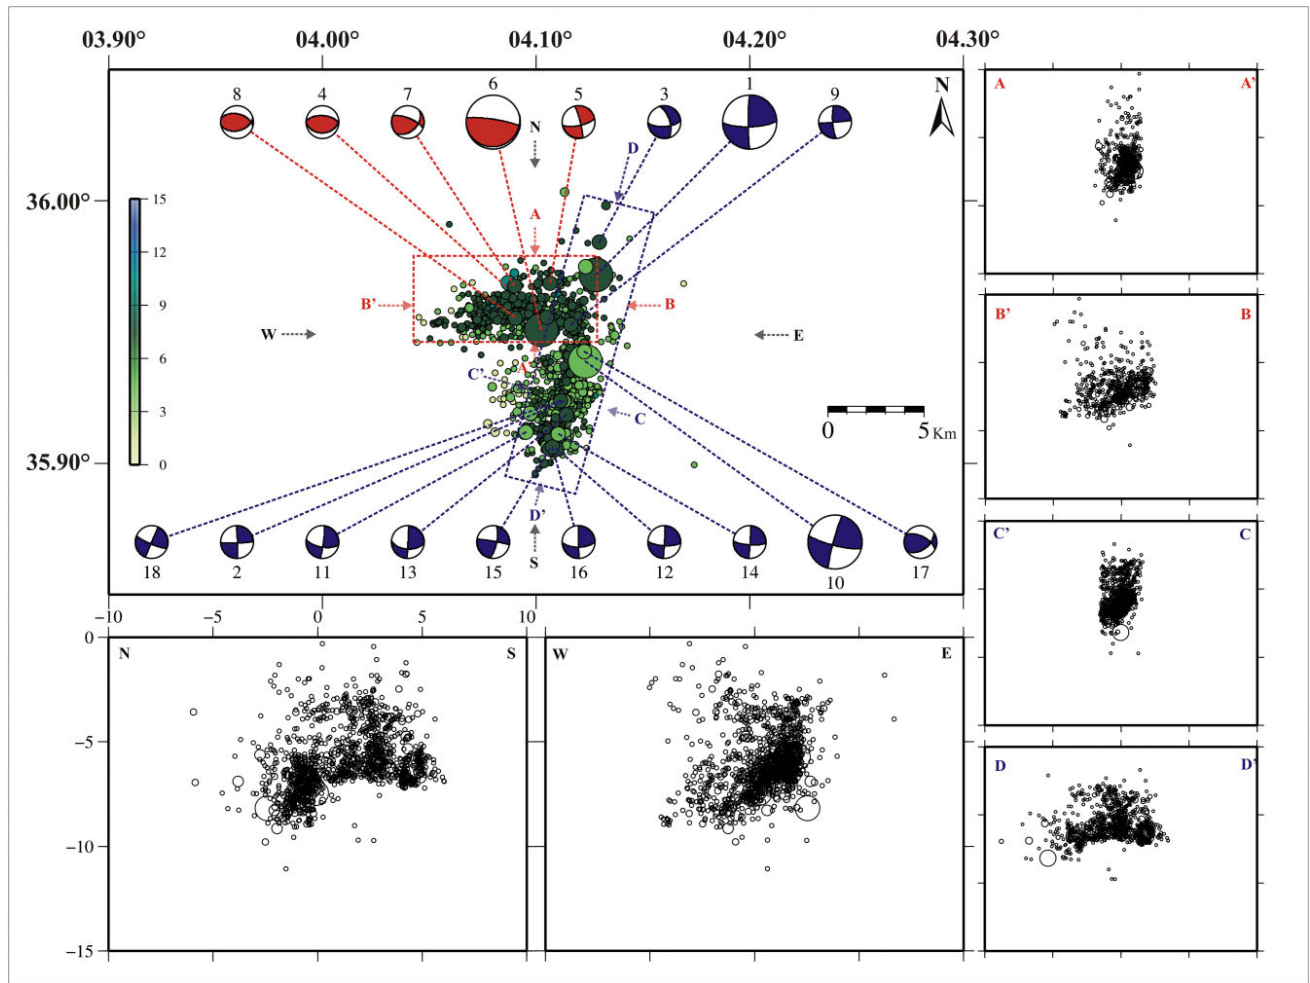 03.90° 04.00° 04.10° 04.20° 04.30°
8 4 7 6 5 3 1 9
N
N
D
36.00°
A
15
12
9
6
3
0
B' B
W E
A'
C'
C
0 5 Km
35.90°
D'
S
18 2 11 13 15 16 12 14 10 17
A A'
B' B
C' C
D D'
−10 −5 0 5 10
0
−5
−10
−15
N S
W E